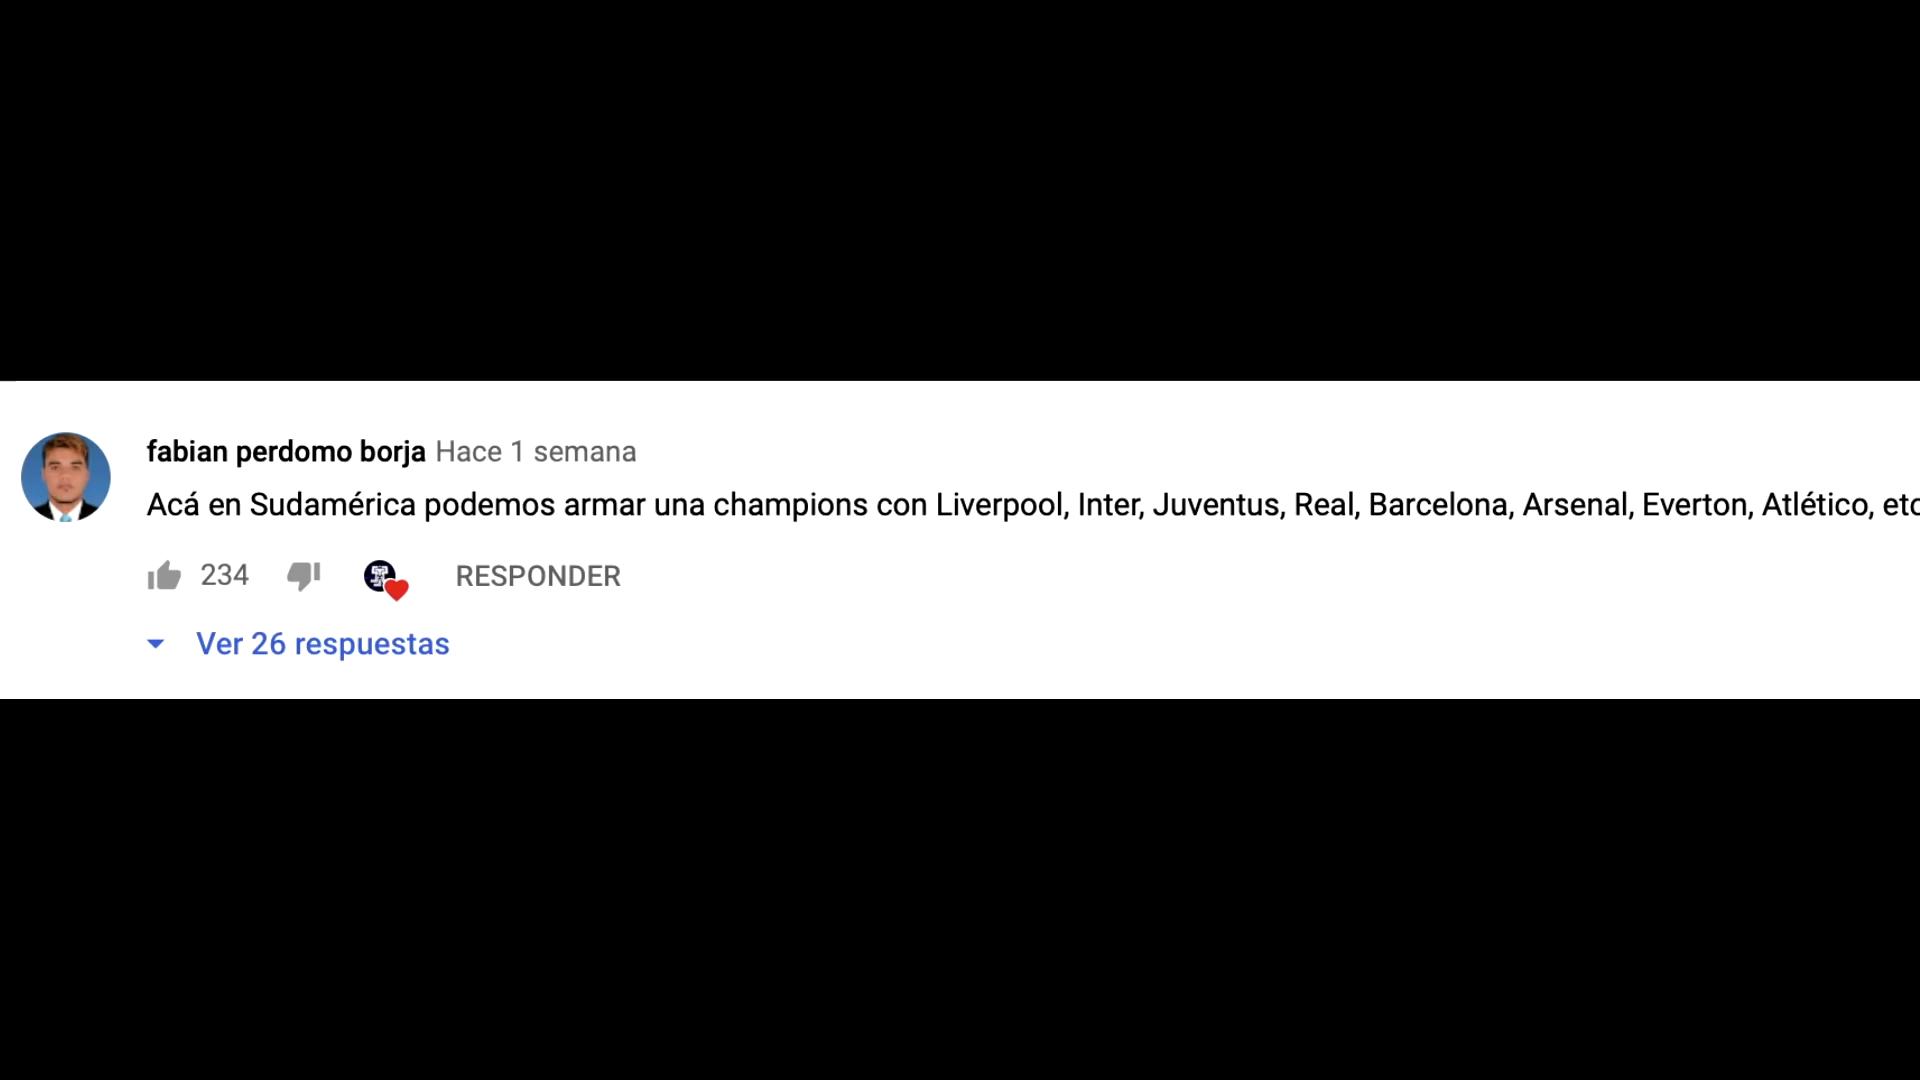 fabian perdomo borja Hace 1 semana
Acá en Sudamérica podemos armar una champions con Liverpool, Inter, Juventus, Real, Barcelona, Arsenal, Everton, Atlético, etc
234 RESPONDER
Ver 26 respuestas